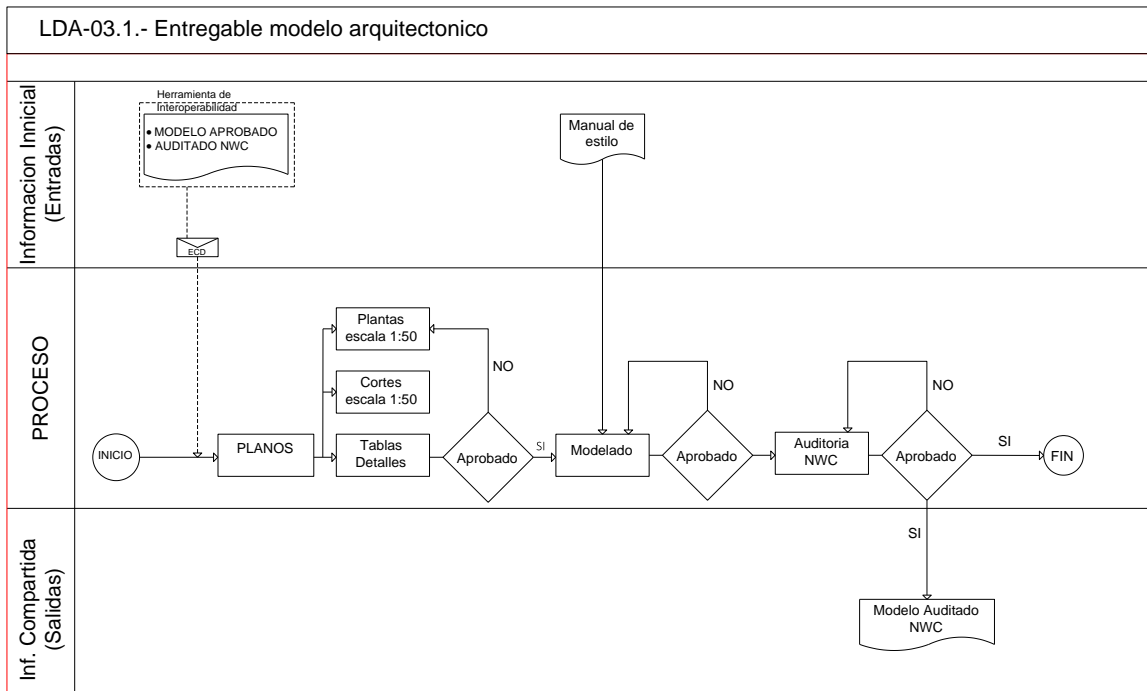 LDA-03.1.- Entregable modelo arquitectonico
Informacion Innicial
(Entradas)
Herramienta de
Interoperabilidad
• MODELO APROBADO
• AUDITADO NWC
ECD
Manual de
estilo
PROCESO
INICIO
PLANOS
Plantas
escala 1:50
Cortes
escala 1:50
Tablas
Detalles
NO
Aprobado
SI
Modelado
NO
Aprobado
Auditoria
NWC
NO
Aprobado
SI
FIN
SI
Inf. Compartida
(Salidas)
Modelo Auditado
NWC